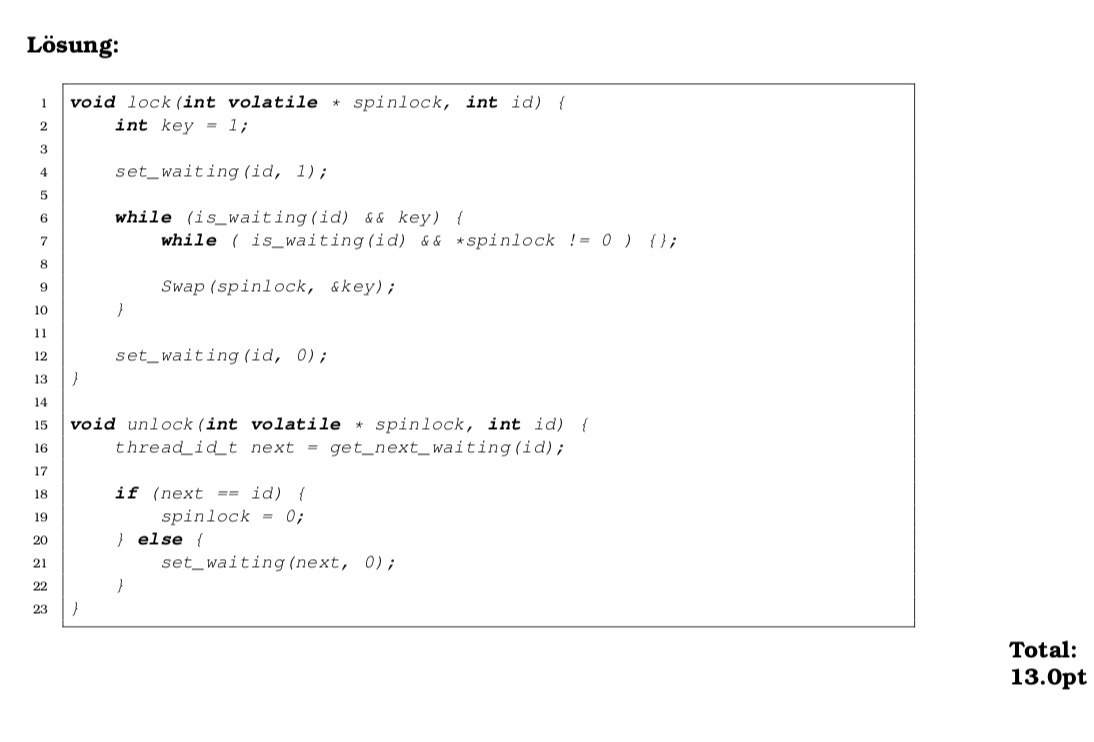 Lösung:
1 void lock(int volatile * spinlock, int id) {
2 int key = 1;
3
4 set_waiting(id, 1);
5
6 while (is_waiting(id) && key) {
7 while ( is_waiting(id) && *spinlock != 0 ) {};
8
9 Swap(spinlock, &key);
10 }
11
12 set_waiting(id, 0);
13 }
14
15 void unlock(int volatile * spinlock, int id) {
16 thread_id_t next = get_next_waiting(id);
17
18 if (next == id) {
19 spinlock = 0;
20 } else {
21 set_waiting(next, 0);
22 }
23 }
Total:
13.0pt